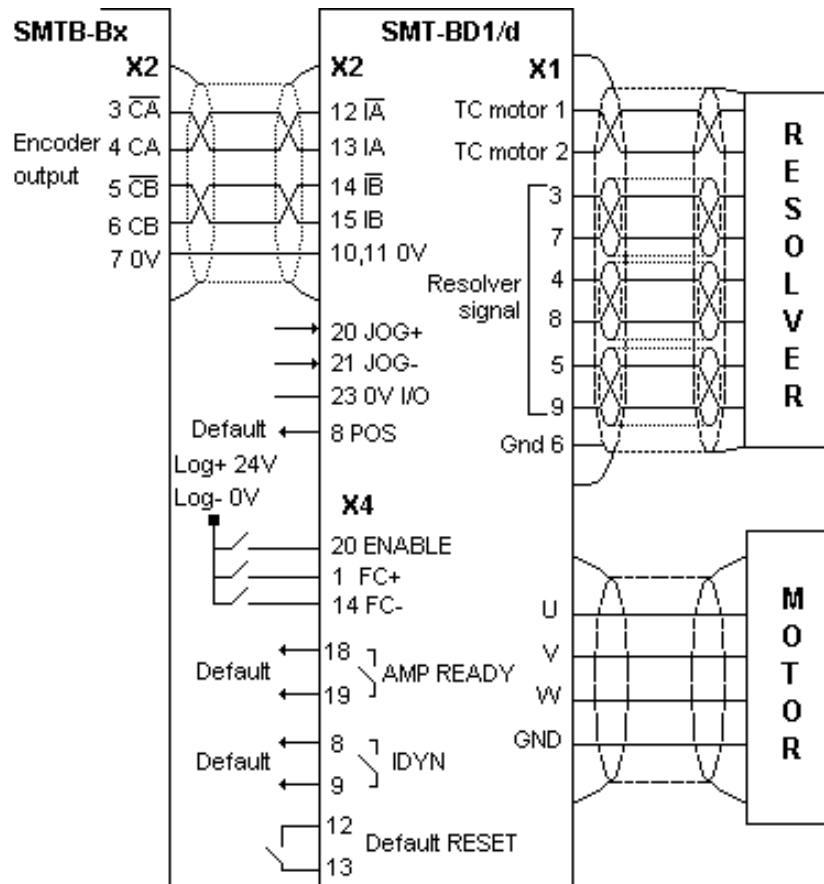 SMTB-Bx
X2
3 C̅A̅
Encoder
output
4 CA
5 C̅B̅
6 CB
7 0V
SMT-BD1/d
X2
12 I̅A̅
13 IA
14 I̅B̅
15 IB
10,11 0V
20 JOG+
21 JOG-
23 0V I/O
Default
8 POS
Log+ 24V
Log- 0V
X4
20 ENABLE
1 FC+
14 FC-
Default
18
19
AMP READY
Default
8
9
IDYN
12
13
Default RESET
X1
TC motor 1
TC motor 2
Resolver
signal
3
7
4
8
5
9
Gnd 6
RESOLVER
U
V
W
GND
MOTOR